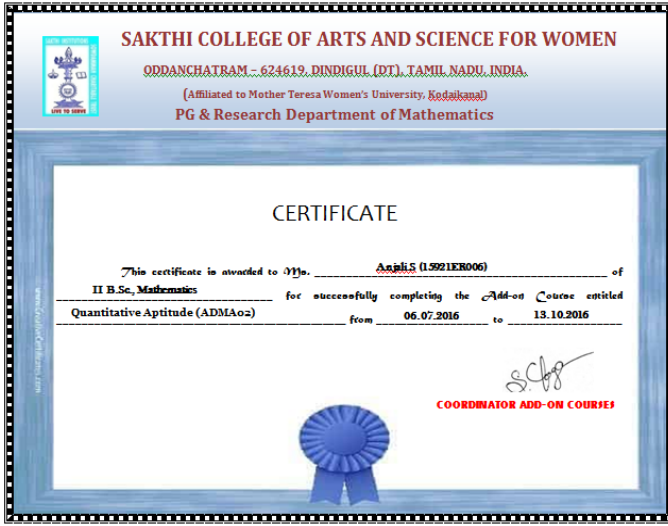 SAKTHI COLLEGE OF ARTS AND SCIENCE FOR WOMEN
ODDANCHATRAM – 624619, DINDIGUL (DT), TAMIL NADU, INDIA.
(Affiliated to Mother Teresa Women's University, Kodaikanal)
PG & Research Department of Mathematics
LIVE TO SERVE
CERTIFICATE
This certificate is awarded to Ms. Anjali.S (15921ER006) of
II B.Sc., Mathematics for successfully completing the Add-on Course entitled
Quantitative Aptitude (ADMA02) from 06.07.2016 to 13.10.2016
COORDINATOR ADD-ON COURSES